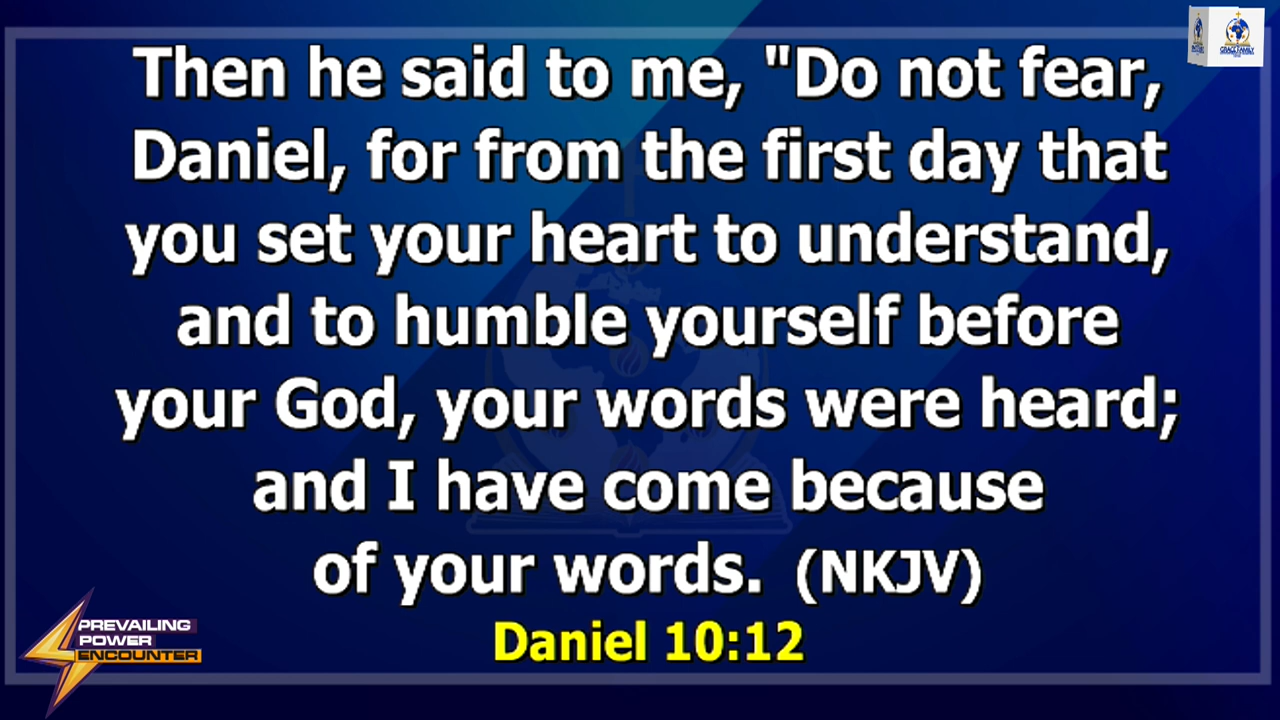 Then he said to me, "Do not fear,
Daniel, for from the first day that
you set your heart to understand,
and to humble yourself before
your God, your words were heard;
and I have come because
of your words. (NKJV)
Daniel 10:12
PREVAILING
POWER
ENCOUNTER
GRACE FAMILY